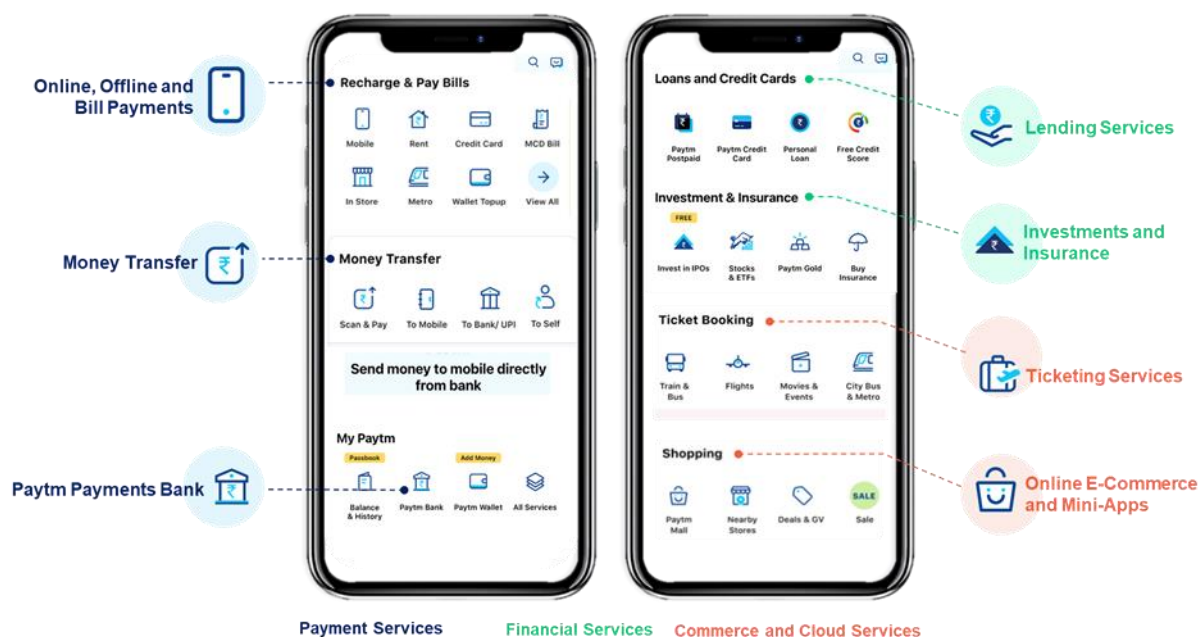 Online, Offline and
Bill Payments
Money Transfer
Paytm Payments Bank
Recharge & Pay Bills
Mobile
Rent
Credit Card
MCD Bill
In Store
Metro
Wallet Topup
View All
Money Transfer
Scan & Pay
To Mobile
To Bank/ UPI
To Self
Send money to mobile directly
from bank
My Paytm
Passbook
Add Money
Balance
& History
Paytm Bank
Paytm Wallet
All Services
Loans and Credit Cards
Paytm
Postpaid
Paytm Credit
Card
Personal
Loan
Free Credit
Score
Investment & Insurance
FREE
Invest in IPOs
Stocks
& ETFs
Paytm Gold
Buy
Insurance
Ticket Booking
Train &
Bus
Flights
Movies &
Events
City Bus
& Metro
Shopping
SALE
Paytm
Mall
Nearby
Stores
Deals & GV
Sale
Lending Services
Investments and
Insurance
Ticketing Services
Online E-Commerce
and Mini-Apps
Payment Services
Financial Services
Commerce and Cloud Services